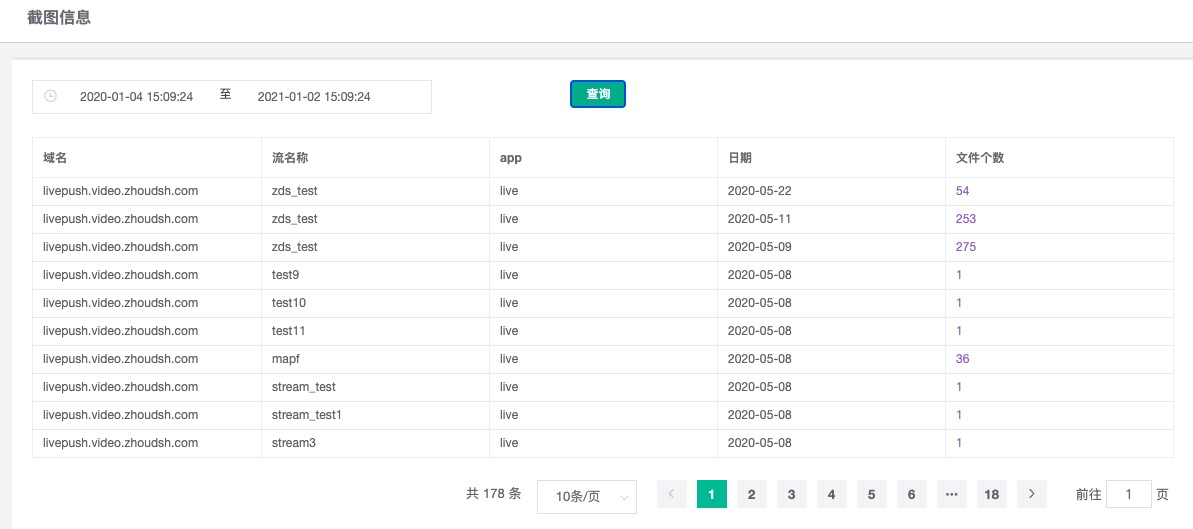 截图信息
2020-01-04 15:09:24 至 2021-01-02 15:09:24 查询
域名 流名称 app 日期 文件个数
livepush.video.zhoudsh.com zds_test live 2020-05-22 54
livepush.video.zhoudsh.com zds_test live 2020-05-11 253
livepush.video.zhoudsh.com zds_test live 2020-05-09 275
livepush.video.zhoudsh.com test9 live 2020-05-08 1
livepush.video.zhoudsh.com test10 live 2020-05-08 1
livepush.video.zhoudsh.com test11 live 2020-05-08 1
livepush.video.zhoudsh.com mapf live 2020-05-08 36
livepush.video.zhoudsh.com stream_test live 2020-05-08 1
livepush.video.zhoudsh.com stream_test1 live 2020-05-08 1
livepush.video.zhoudsh.com stream3 live 2020-05-08 1
共 178 条 10条/页 1 2 3 4 5 6 ••• 18 前往 1 页